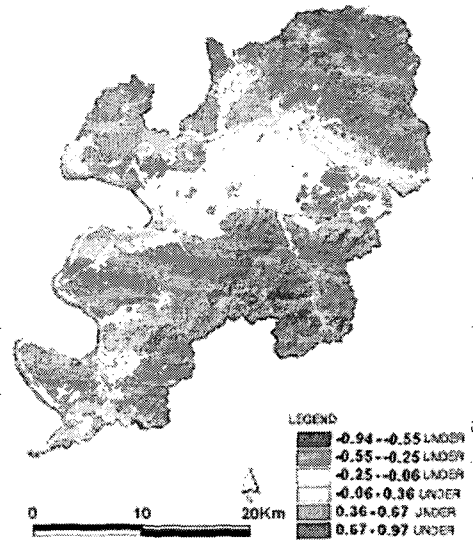 LEGEND
-0.94--0.55 UNDER
-0.55--0.25 UNDER
-0.25--0.06 UNDER
-0.06-0.36 UNDER
0.36-0.67 UNDER
0.67-0.97 UNDER
0 10 20Km